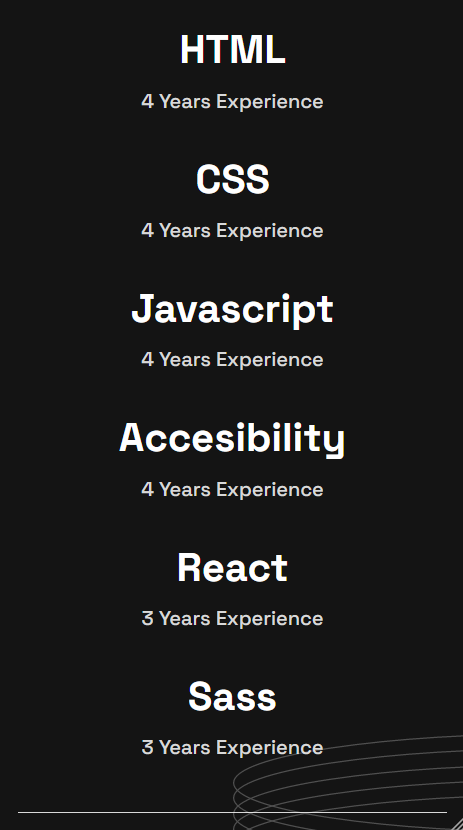 HTML
4 Years Experience
CSS
4 Years Experience
Javascript
4 Years Experience
Accesibility
4 Years Experience
React
3 Years Experience
Sass
3 Years Experience